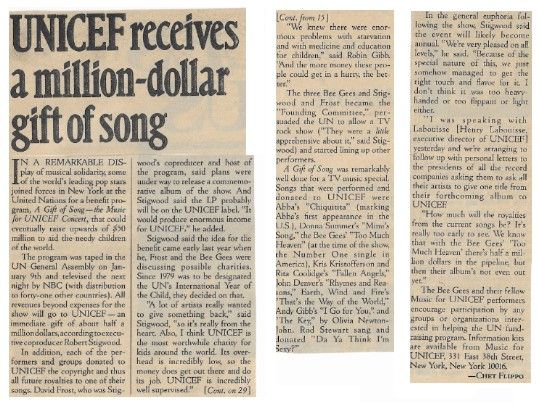 UNICEF receives
a million-dollar
gift of song
IN A REMARKABLE DIS-
play of musical solidarity, some
of the world's leading pop stars
joined forces in New York at the
United Nations for a benefit pro-
gram, A Gift of Song—the Music
for UNICEF Concert, that could
eventually raise upwards of $50
million to aid the needy children
of the world.
The program was taped in the
UN General Assembly on Jan-
uary 9th and televised the next
night by NBC (with distribution
to forty-one other countries). All
revenues beyond expenses for the
show will go to UNICEF—an
immediate gift of about half a
million dollars, according to exec-
utive coproducer Robert Stigwood.
In addition, each of the per-
formers and groups donated to
UNICEF the copyright and thus
all future royalties to one of their
songs. David Frost, who was Stig-
wood's coproducer and host of
the program, said plans were
under way to release a commemo-
rative album of the show. And
Stigwood said the LP probably
will be on the UNICEF label. "It
would produce enormous income
for UNICEF," he added.
Stigwood said the idea for the
benefit came early last year when
he, Frost and the Bee Gees were
discussing possible charities.
Since 1979 was to be designated
the UN's International Year of
the Child, they decided on that.
"A lot of artists really wanted
to give something back," said
Stigwood, "so it's really from the
heart. Also, I think UNICEF is
the most worthwhile charity for
kids around the world. Its over-
head is incredibly low, so the
money does get out there and do
its job. UNICEF is incredibly
well supervised." [Cont. on 29]
[Cont. from 15]
"We knew there were enor-
mous problems with starvation
and with medicine and education
for children," said Robin Gibb.
"And the more money these peo-
ple could get in a hurry, the bet-
ter."
The three Bee Gees and Stig-
wood and Frost became the
"Founding Committee," per-
suaded the UN to allow a TV
rock show ("They were a little
apprehensive about it," said Stig-
wood) and started lining up other
performers.
A Gift of Song was remarkably
well done for a TV music special.
Songs that were performed and
donated to UNICEF were
Abba's "Chiquitita" (marking
Abba's first appearance in the
U.S.), Donna Summer's "Mimi's
Song," the Bee Gees' "Too Much
Heaven" (at the time of the show,
the Number One single in
America), Kris Kristofferson and
Rita Coolidge's "Fallen Angels,"
John Denver's "Rhymes and Rea-
sons," Earth, Wind and Fire's
"That's the Way of the World,"
Andy Gibb's "I Go for You," and
"The Key," by Olivia Newton-
John. Rod Stewart sang and
donated "Da Ya Think I'm
Sexy?"
In the general euphoria fol-
lowing the show, Stigwood said
the event will likely become
annual. "We're very pleased on all
levels," he said. "Because of the
special nature of this, we just
somehow managed to get the
right touch and flavor for it. I
don't think it was too heavy-
handed or too flippant or light
either.
"I was speaking with
Labouisse [Henry Labouisse,
executive director of UNICEF]
yesterday and we're arranging to
follow up with personal letters to
the presidents of all the record
companies asking them to ask all
their artists to give one title from
their forthcoming album to
UNICEF.
"How much will the royalties
from the current songs be? It's
really too early to see. We know
that with the Bee Gees' 'Too
Much Heaven' there's half a mil-
lion dollars in the pipeline, but
then their album's not even out
yet."
The Bee Gees and their fellow
Music for UNICEF performers
encourage participation by any
groups or organizations inter-
ested in helping the UN fund-
raising program. Information kits
are available from Music for
UNICEF, 331 East 38th Street,
New York, New York 10016.
—CHET FLIPPO